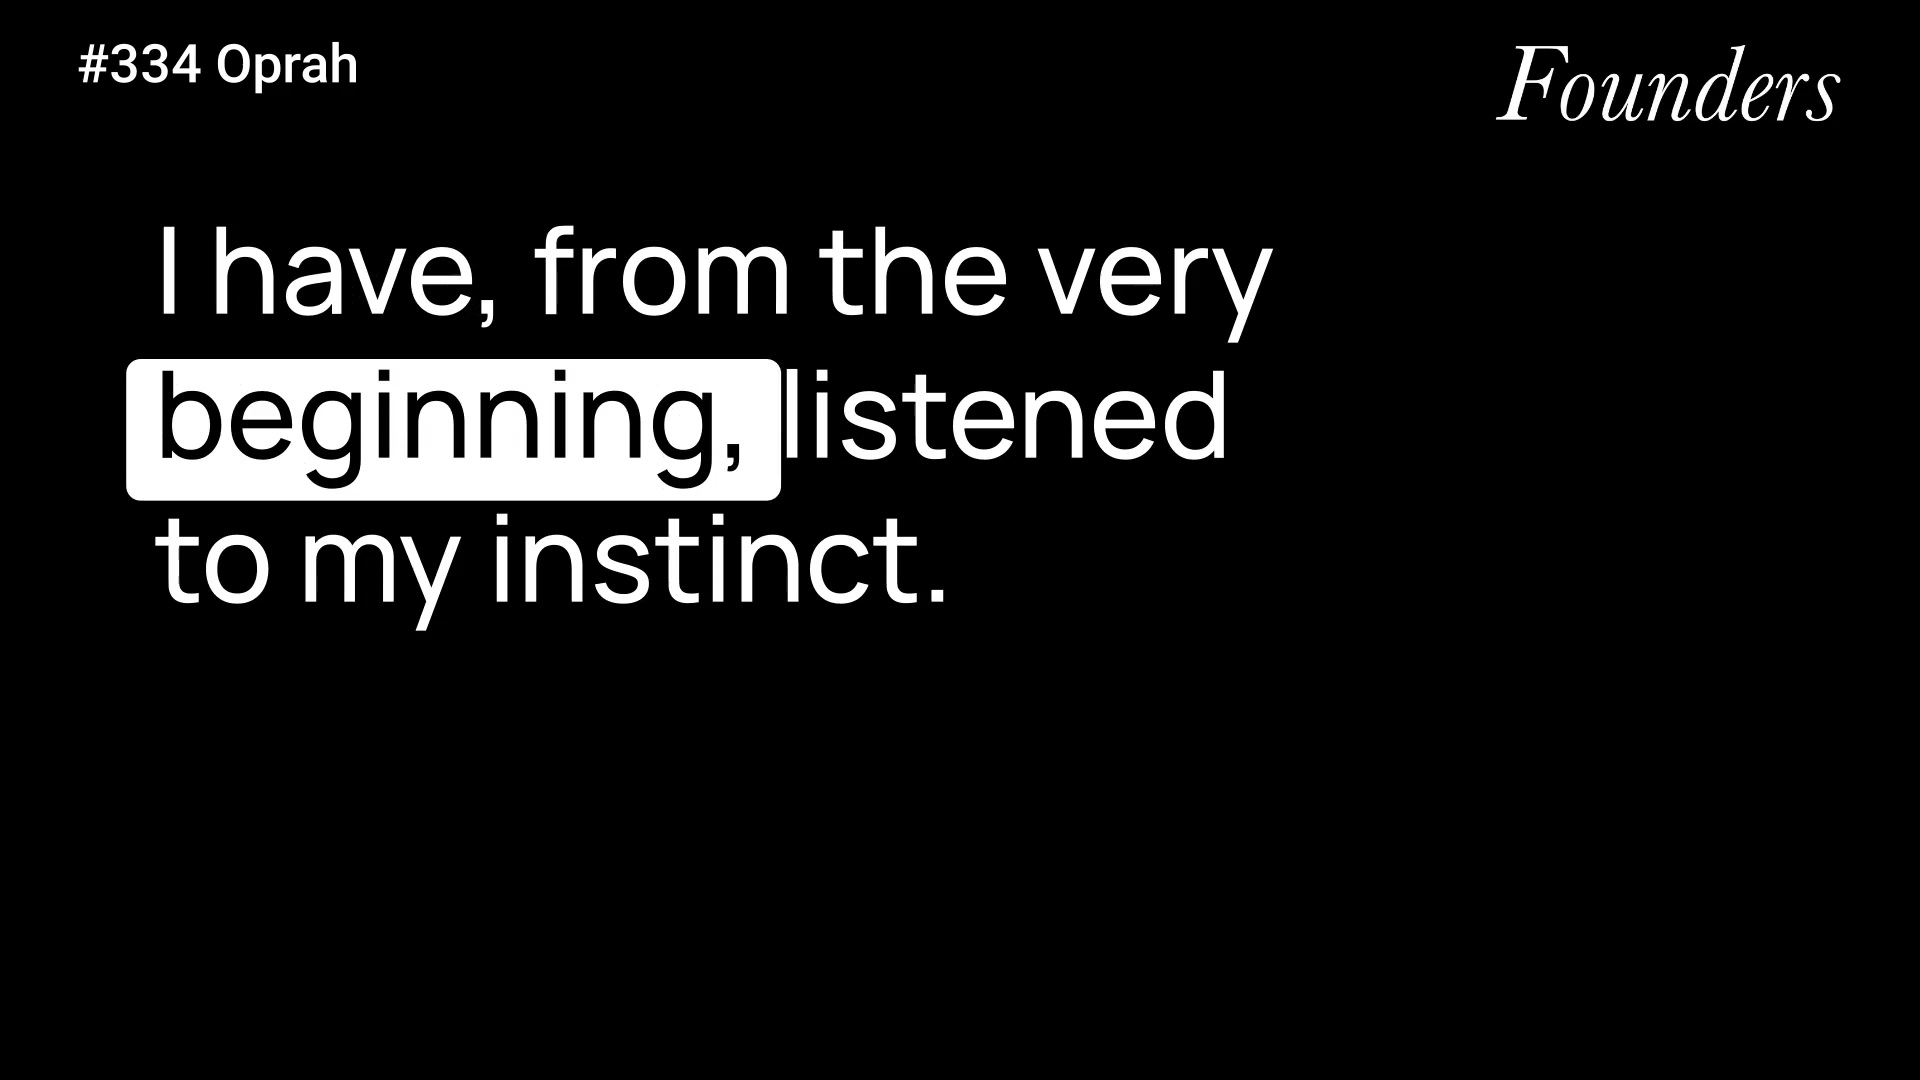 #334 Oprah
Founders
I have, from the very
beginning, listened
to my instinct.